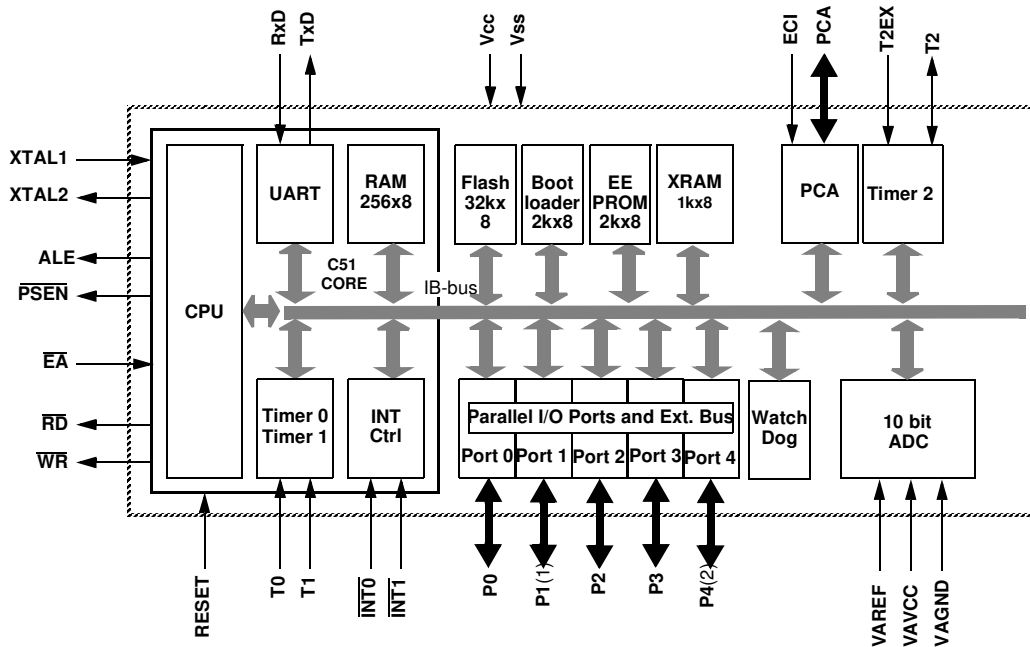 RxD
TxD
Vcc
Vss
ECI
PCA
T2EX
T2
XTAL1
XTAL2
ALE
PSEN
EA
RD
WR
CPU
UART
RAM
256x8
C51
CORE
IB-bus
Flash
32kx
8
Boot
loader
2kx8
EE
PROM
2kx8
XRAM
1kx8
PCA
Timer 2
Timer 0
Timer 1
INT
Ctrl
Parallel I/O Ports and Ext. Bus
Port 0
Port 1
Port 2
Port 3
Port 4
Watch
Dog
10 bit
ADC
RESET
T0
T1
INT0
INT1
P0
P1(1)
P2
P3
P4(2)
VAREF
VAVCC
VAGND